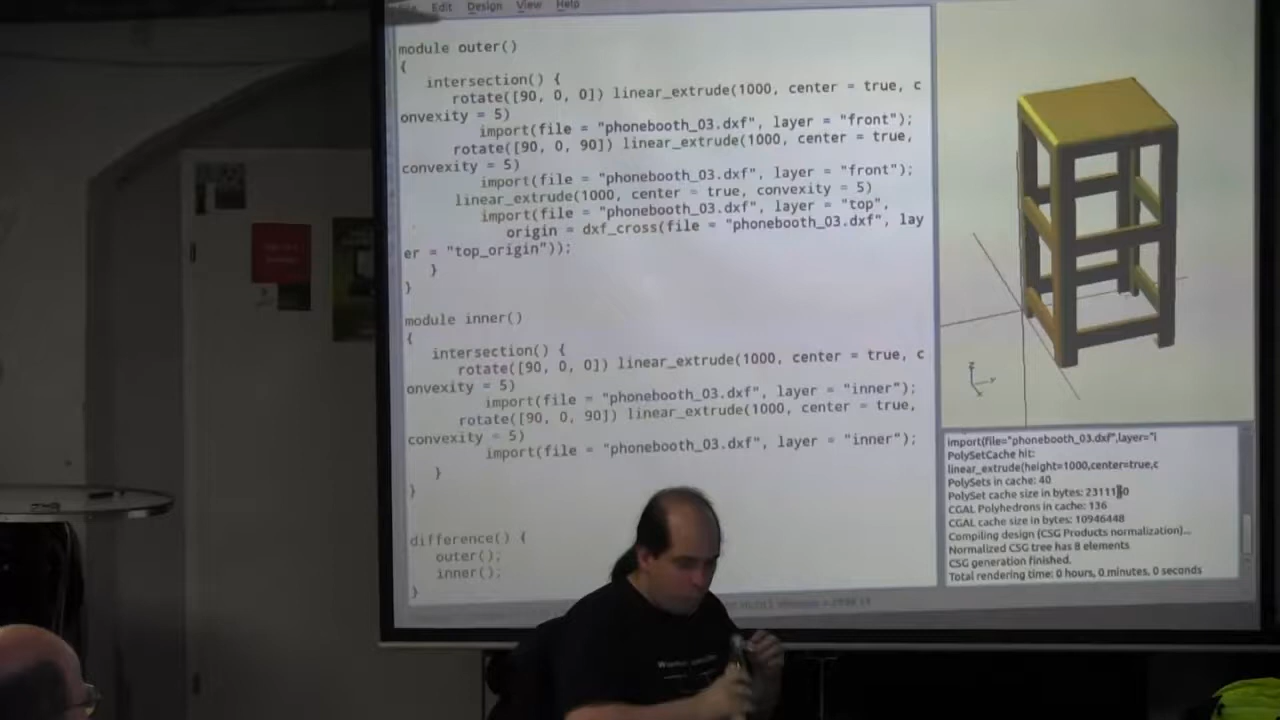 File Edit Design View Help
module outer()
{
intersection() {
rotate([90, 0, 0]) linear_extrude(1000, center = true, c
onvexity = 5)
import(file = "phonebooth_03.dxf", layer = "front");
rotate([90, 0, 90]) linear_extrude(1000, center = true,
convexity = 5)
import(file = "phonebooth_03.dxf", layer = "front");
linear_extrude(1000, center = true, convexity = 5)
import(file = "phonebooth_03.dxf", layer = "top",
origin = dxf_cross(file = "phonebooth_03.dxf", lay
er = "top_origin"));
}
}
module inner()
{
intersection() {
rotate([90, 0, 0]) linear_extrude(1000, center = true, c
onvexity = 5)
import(file = "phonebooth_03.dxf", layer = "inner");
rotate([90, 0, 90]) linear_extrude(1000, center = true,
convexity = 5)
import(file = "phonebooth_03.dxf", layer = "inner");
}
}
difference() {
outer();
inner();
}
import(file="phonebooth_03.dxf",layer="i
PolySetCache hit:
linear_extrude(height=1000,center=true,c
PolySets in cache: 40
PolySet cache size in bytes:
CGAL Polyhedrons in cache: 136
CGAL cache size in bytes: 10946448
Compiling design (CSG Products normalization)...
Normalized CSG tree has 8 elements
CSG generation finished.
Total rendering time: 0 hours, 0 minutes, 0 seconds